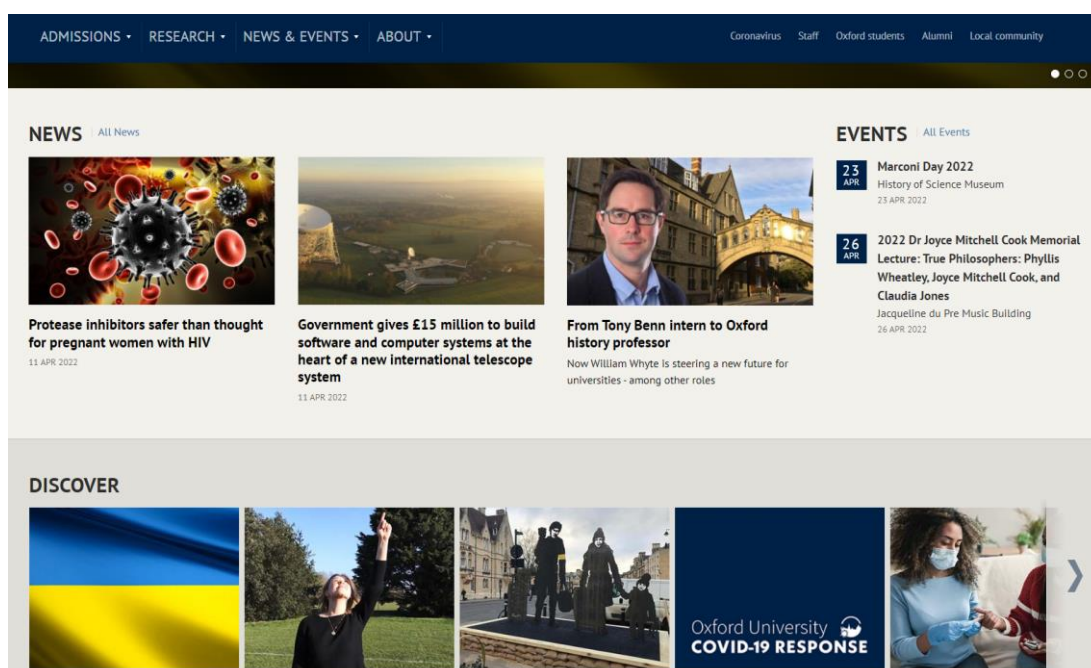 ADMISSIONS
RESEARCH
NEWS & EVENTS
ABOUT
Coronavirus
Staff
Oxford students
Alumni
Local community
NEWS
All News
Protease inhibitors safer than thought
for pregnant women with HIV
11 APR 2022
Government gives £15 million to build
software and computer systems at the
heart of a new international telescope
system
11 APR 2022
From Tony Benn intern to Oxford
history professor
Now William Whyte is steering a new future for
universities - among other roles
EVENTS
All Events
23
APR
Marconi Day 2022
History of Science Museum
23 APR 2022
26
APR
2022 Dr Joyce Mitchell Cook Memorial
Lecture: True Philosophers: Phyllis
Wheatley, Joyce Mitchell Cook, and
Claudia Jones
Jacqueline du Pre Music Building
26 APR 2022
DISCOVER
Oxford University
COVID-19 RESPONSE